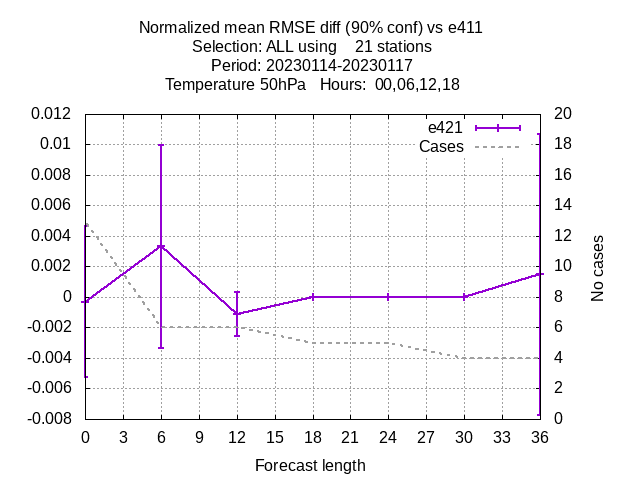 Normalized mean RMSE diff (90% conf) vs e411
Selection: ALL using    21 stations
Period: 20230114-20230117
Temperature 50hPa   Hours:  00,06,12,18
0.012
0.01
0.008
0.006
0.004
0.002
0
-0.002
-0.004
-0.006
-0.008
e421
Cases
20
18
16
14
12
10
8
6
4
2
0
No cases
0 3 6 9 12 15 18 21 24 27 30 33 36
Forecast length